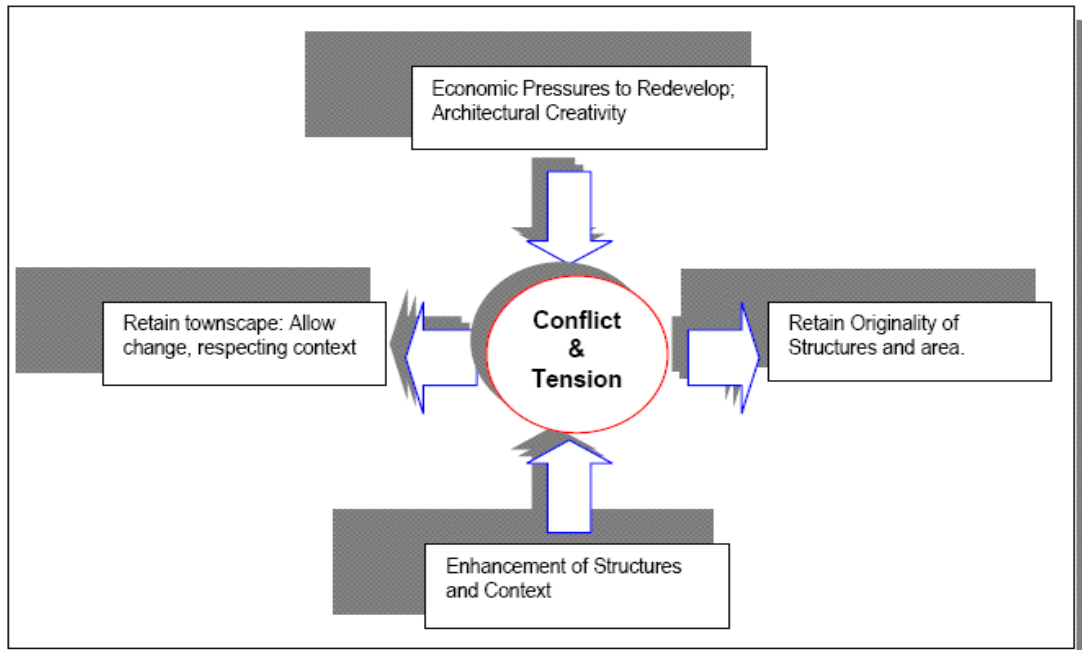 Economic Pressures to Redevelop;
Architectural Creativity
Retain townscape: Allow
change, respecting context
Conflict
&
Tension
Retain Originality of
Structures and area.
Enhancement of Structures
and Context